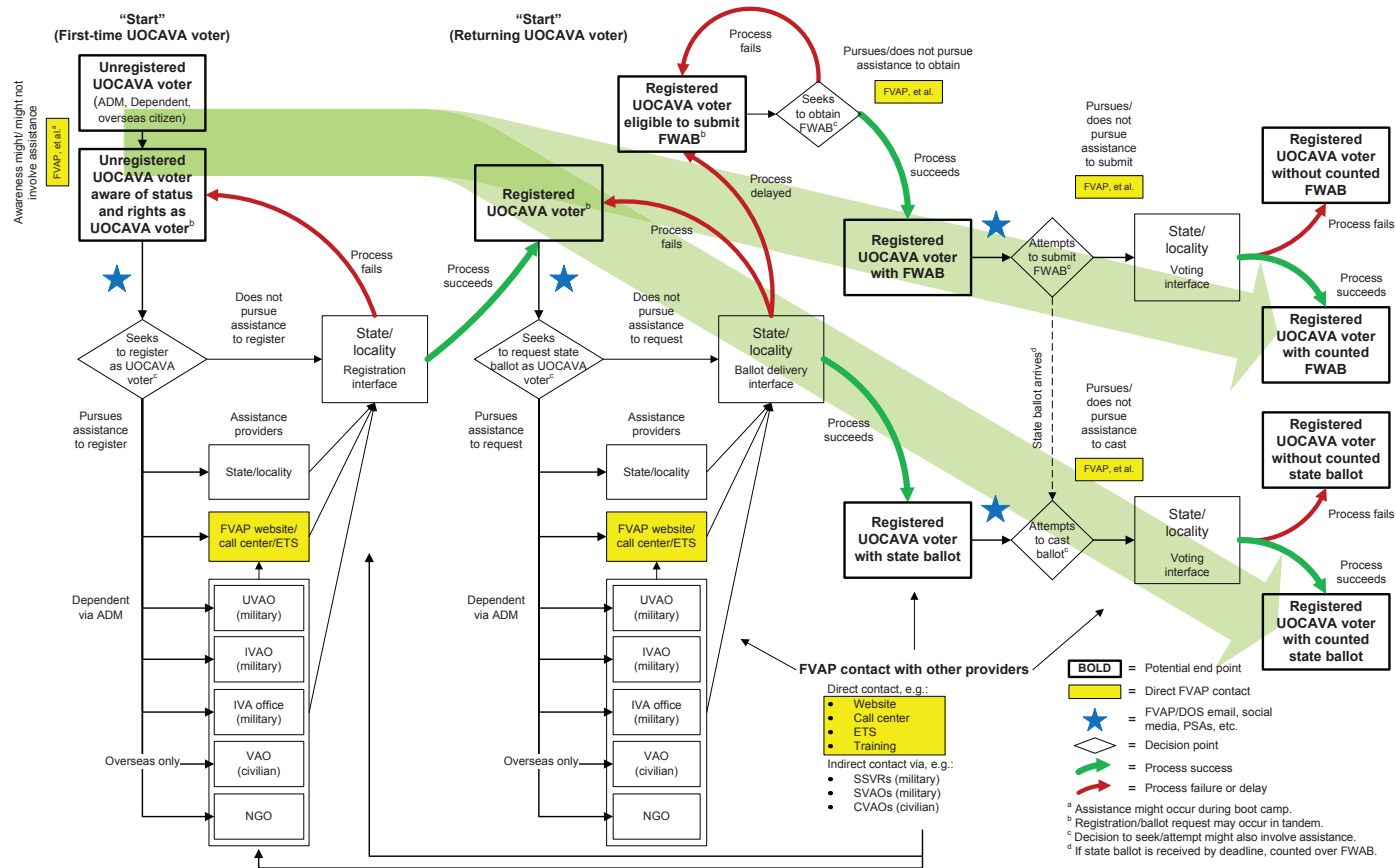 “Start”
(First-time UOCAVA voter)
Unregistered
UOCAVA voter
(ADM, Dependent,
overseas citizen)
Awareness might/ might not
involve assistance
FVAP, et al.a
Unregistered
UOCAVA voter
aware of status
and rights as
UOCAVA voterb
Process
fails
Process
succeeds
Seeks
to register
as UOCAVA
voterc
Does not
pursue
assistance
to register
State/
locality
Registration
interface
Pursues
assistance
to register
Assistance
providers
State/locality
FVAP website/
call center/ETS
Dependent
via ADM
UVAO
(military)
IVAO
(military)
IVA office
(military)
Overseas only
VAO
(civilian)
NGO
“Start”
(Returning UOCAVA voter)
Registered
UOCAVA voterb
Process
fails
Process
delayed
Seeks
to request state
ballot as UOCAVA
voterc
Does not
pursue
assistance
to request
State/
locality
Ballot delivery
interface
Pursues
assistance
to request
Assistance
providers
State/locality
FVAP website/
call center/ETS
Dependent
via ADM
UVAO
(military)
IVAO
(military)
IVA office
(military)
Overseas only
VAO
(civilian)
NGO
Process
succeeds
Process
fails
Registered
UOCAVA voter
eligible to submit
FWABb
Seeks
to obtain
FWABc
Pursues/does not pursue
assistance to obtain
FVAP, et al.
Process
succeeds
Registered
UOCAVA voter
with FWAB
Attempts
to submit
FWABc
Pursues/
does not
pursue
assistance
to submit
FVAP, et al.
State/
locality
Voting
interface
Registered
UOCAVA voter
without counted
FWAB
Process fails
Process
succeeds
Registered
UOCAVA voter
with counted
FWAB
State ballot arrivesd
Pursues/
does not
pursue
assistance
to cast
FVAP, et al.
Registered
UOCAVA voter
with state ballot
Attempts
to cast
ballotc
State/
locality
Voting
interface
Registered
UOCAVA voter
without counted
state ballot
Process fails
Process
succeeds
Registered
UOCAVA voter
with counted
state ballot
FVAP contact with other providers
Direct contact, e.g.:
• Website
• Call center
• ETS
• Training
Indirect contact via, e.g.:
• SSVRs (military)
• SVAOs (military)
• CVAOs (civilian)
BOLD = Potential end point
= Direct FVAP contact
= FVAP/DOS email, social
media, PSAs, etc.
= Decision point
= Process success
= Process failure or delay
a Assistance might occur during boot camp.
b Registration/ballot request may occur in tandem.
c Decision to seek/attempt might also involve assistance.
d If state ballot is received by deadline, counted over FWAB.